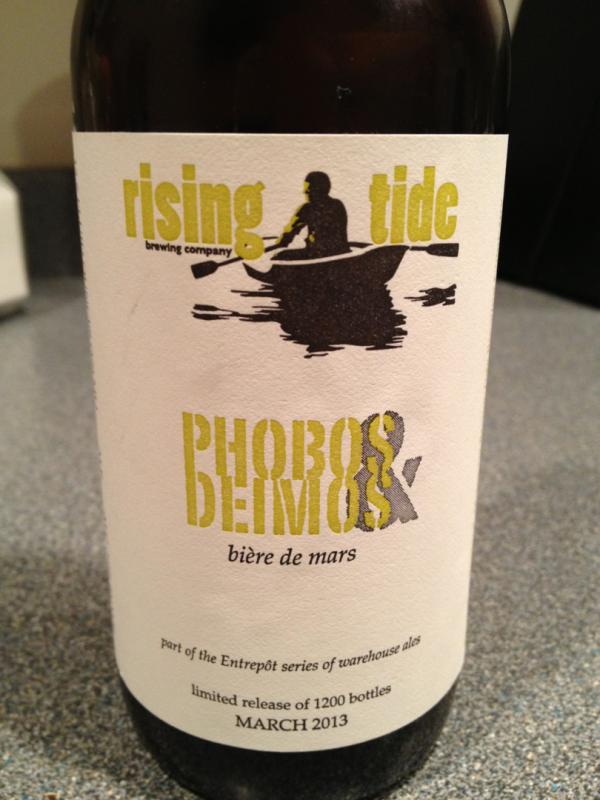 rising tide
brewing company
PHOBOS &
DEIMOS
bière de mars
part of the Entrepôt series of warehouse ales
limited release of 1200 bottles
MARCH 2013